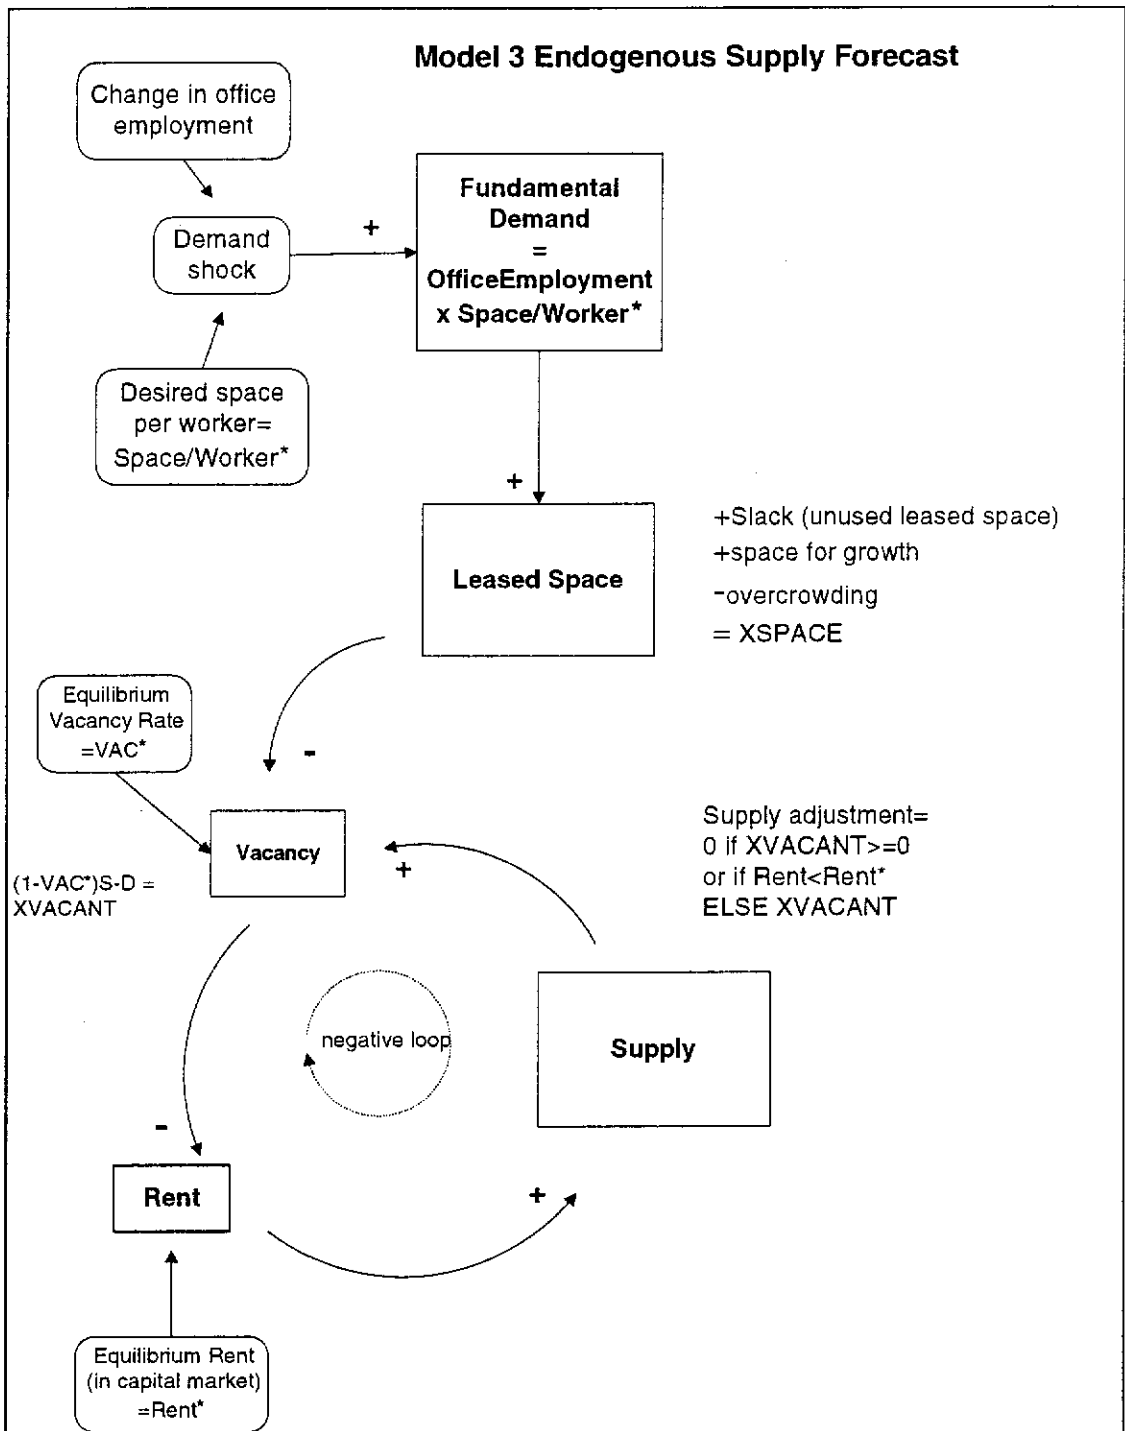 Model 3 Endogenous Supply Forecast
Change in office
employment
Demand
shock
+
Fundamental
Demand
=
OfficeEmployment
x Space/Worker*
Desired space
per worker=
Space/Worker*
+
Leased Space
+Slack (unused leased space)
+space for growth
-overcrowding
= XSPACE
Equilibrium
Vacancy Rate
=VAC*
-
Vacancy
+
(1-VAC*)S-D =
XVACANT
Supply adjustment=
0 if XVACANT>=0
or if Rent<Rent*
ELSE XVACANT
negative loop
Supply
-
Rent
+
Equilibrium Rent
(in capital market)
=Rent*